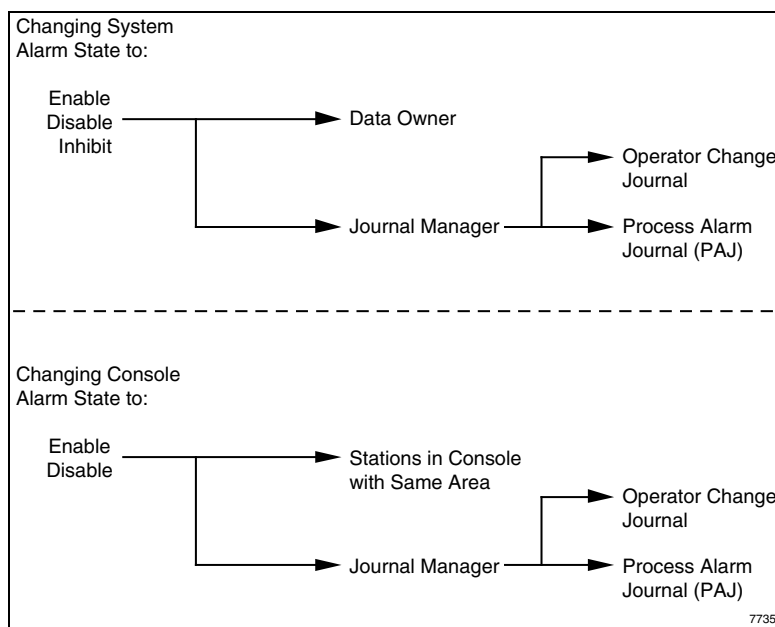 Changing System
Alarm State to:
Enable
Disable
Inhibit
Data Owner
Journal Manager
Operator Change
Journal
Process Alarm
Journal (PAJ)
Changing Console
Alarm State to:
Enable
Disable
Stations in Console
with Same Area
Journal Manager
Operator Change
Journal
Process Alarm
Journal (PAJ)
7735